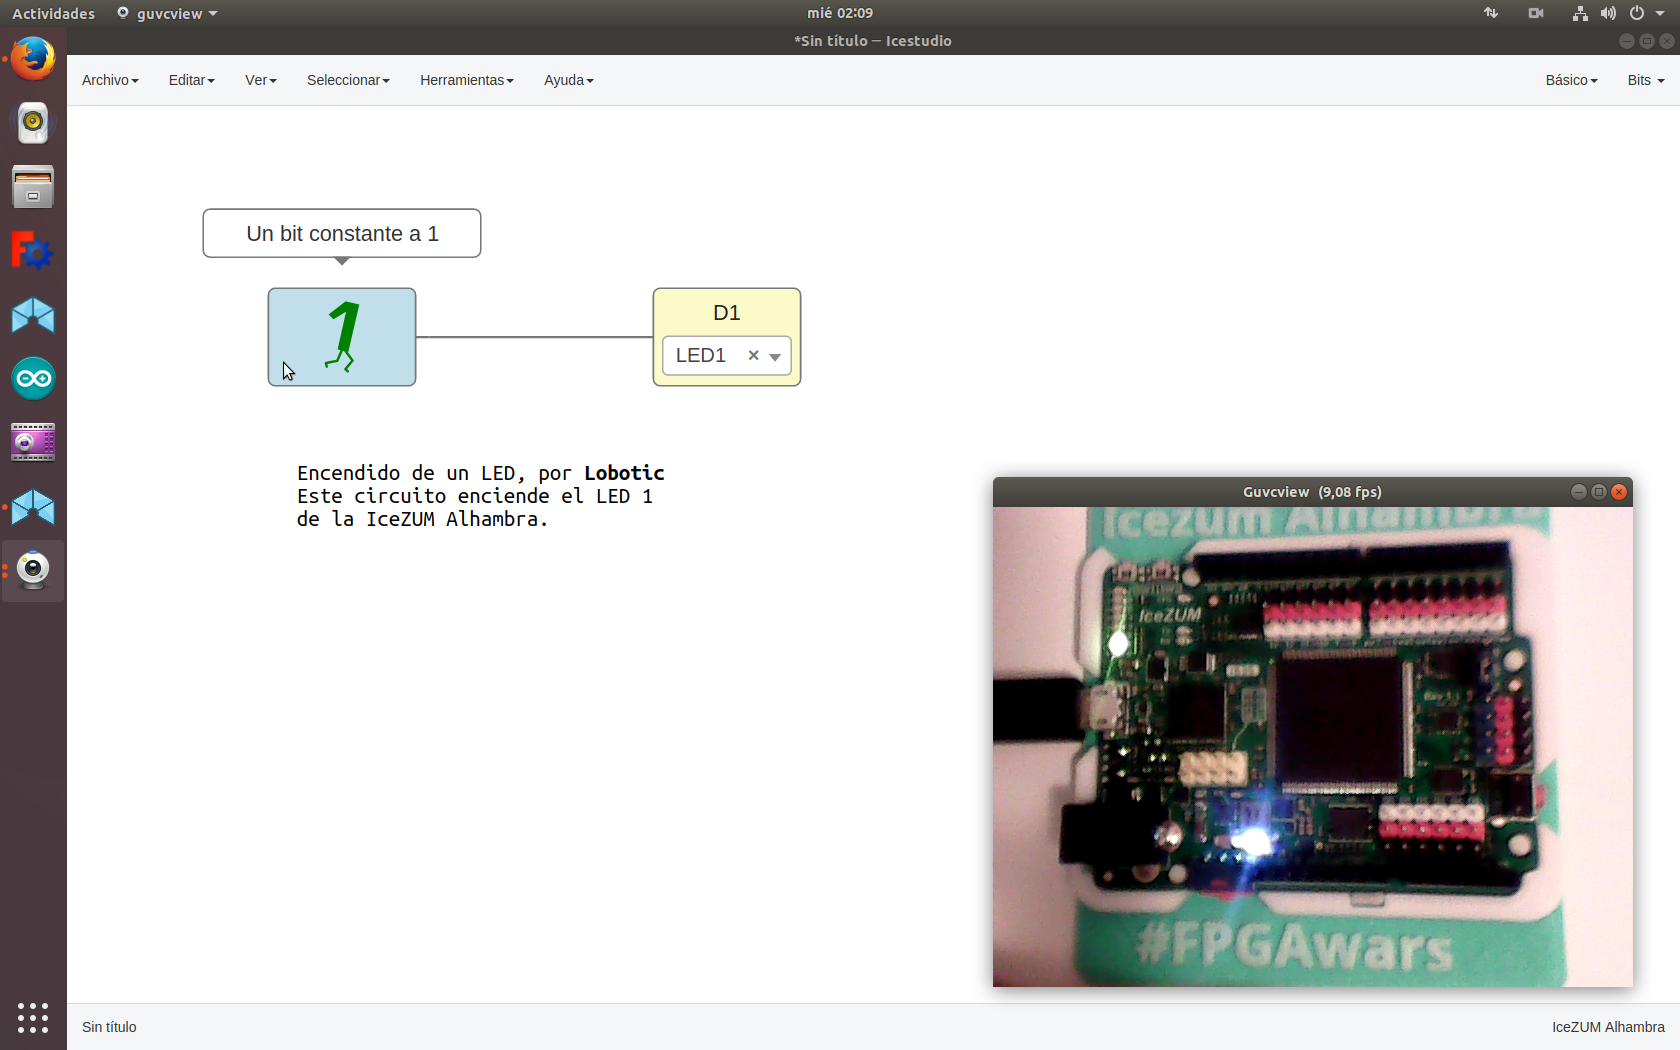 Actividades
guvcview
mié 02:09
*Sin título — Icestudio
Archivo
Editar
Ver
Seleccionar
Herramientas
Ayuda
Básico
Bits
Un bit constante a 1
1
D1
LED1
Encendido de un LED, por Lobotic
Este circuito enciende el LED 1
de la IceZUM Alhambra.
Guvcview (9,08 fps)
Icezum Alhambra
IceZUM
#FPGAwars
Sin título
IceZUM Alhambra